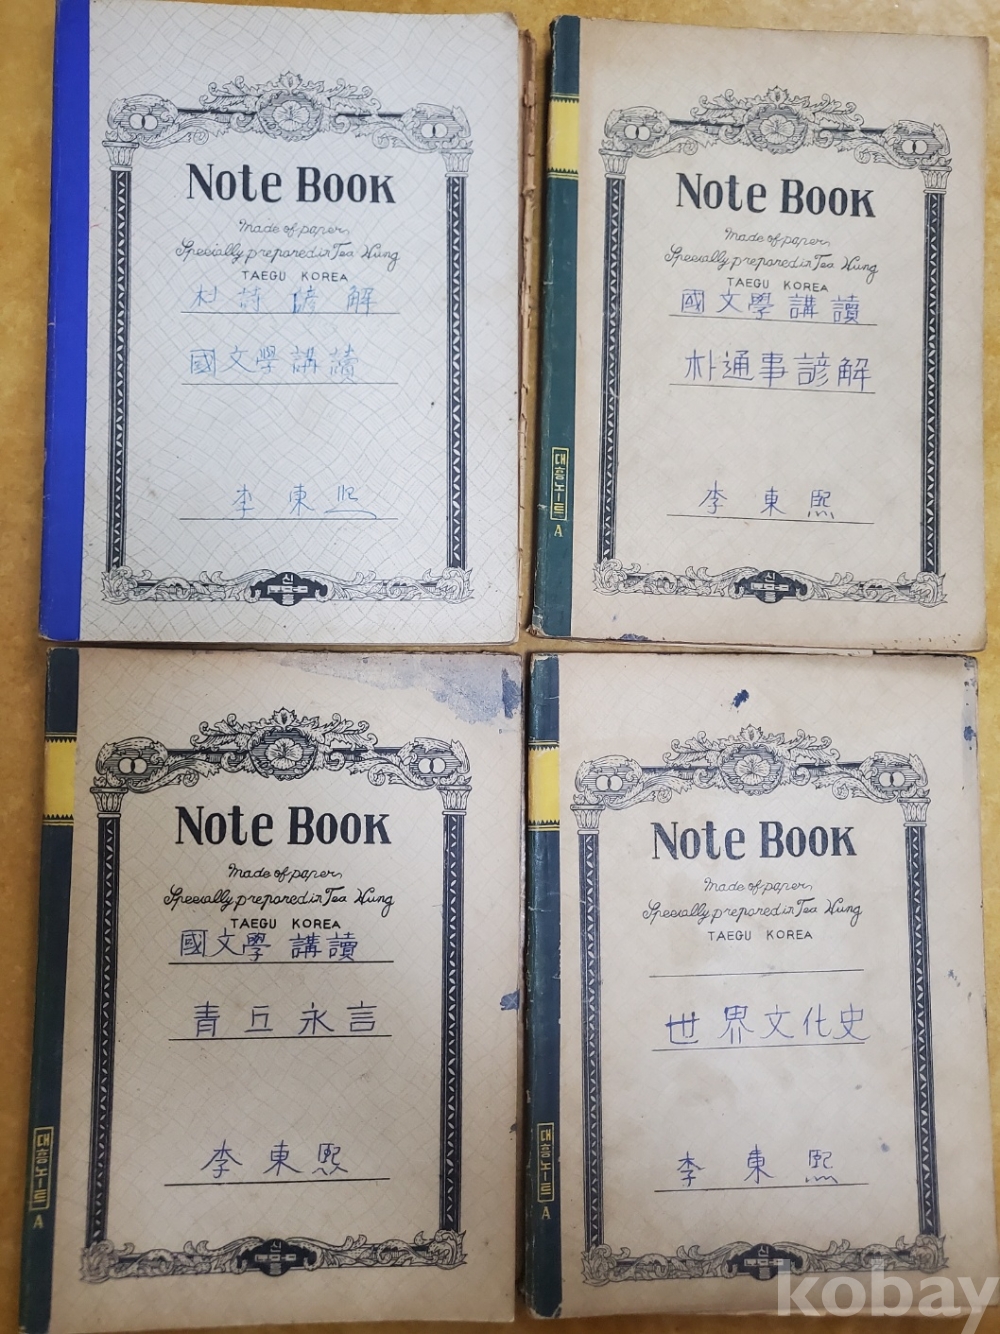 Note Book
Made of paper
Specially prepared in Tea Hung
TAEGU KOREA
杜詩諺解
國文學講讀
李東熙
신
Note Book
Made of paper
Specially prepared in Tea Hung
TAEGU KOREA
國文學講讀
朴通事諺解
李東熙
대흥노트
A
신
Note Book
Made of paper
Specially prepared in Tea Hung
TAEGU KOREA
國文學講讀
靑丘永言
李東熙
대흥노트
A
신
Note Book
Made of paper
Specially prepared in Tea Hung
TAEGU KOREA
世界文化史
李東熙
대흥노트
A
신
kobay